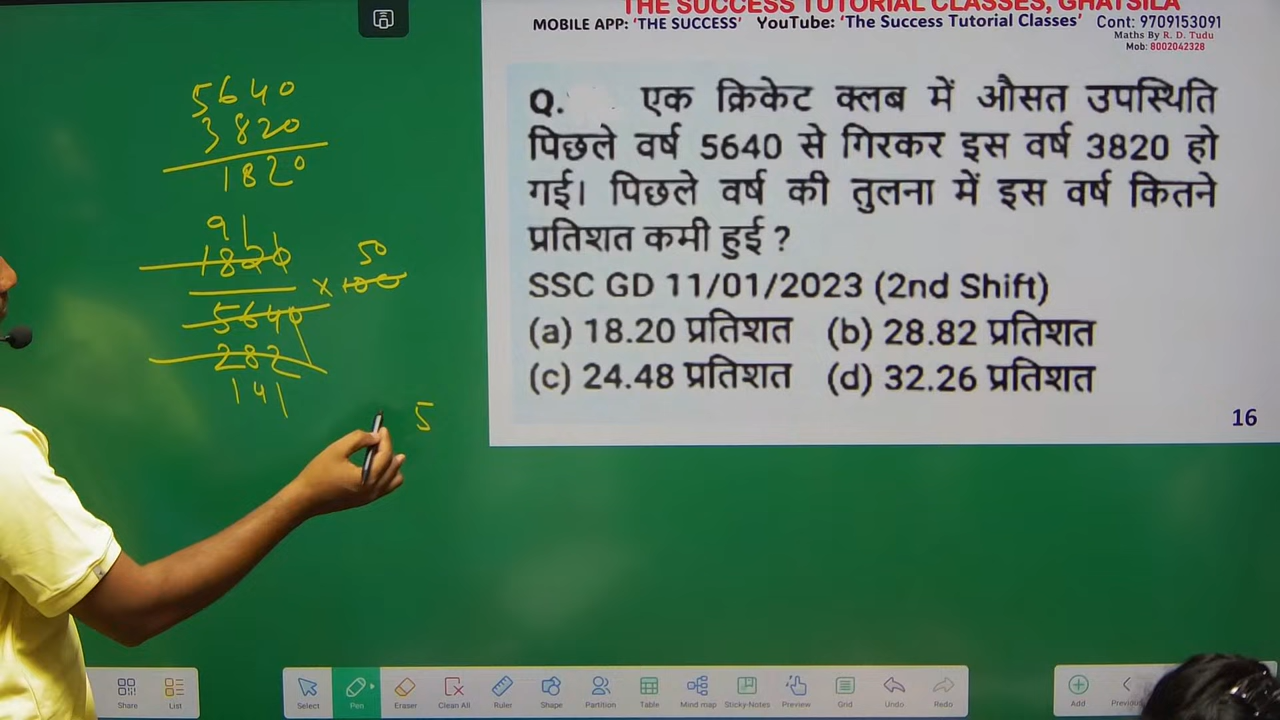 THE SUCCESS TUTORIAL CLASSES, GHATSILA
MOBILE APP: 'THE SUCCESS' YouTube: 'The Success Tutorial Classes' Cont: 9709153091
Maths By R. D. Tudu
Mob: 8002042328
Q. एक क्रिकेट क्लब में औसत उपस्थिति
पिछले वर्ष 5640 से गिरकर इस वर्ष 3820 हो
गई। पिछले वर्ष की तुलना में इस वर्ष कितने
प्रतिशत कमी हुई ?
SSC GD 11/01/2023 (2nd Shift)
(a) 18.20 प्रतिशत (b) 28.82 प्रतिशत
(c) 24.48 प्रतिशत (d) 32.26 प्रतिशत
16
5640
3820
1820
91
1820
50
× 100
5640
282
141
5
Share
List
Select
Pen
Eraser
Clean All
Ruler
Shape
Partition
Table
Mind map
Sticky-Notes
Preview
Grid
Undo
Redo
Add